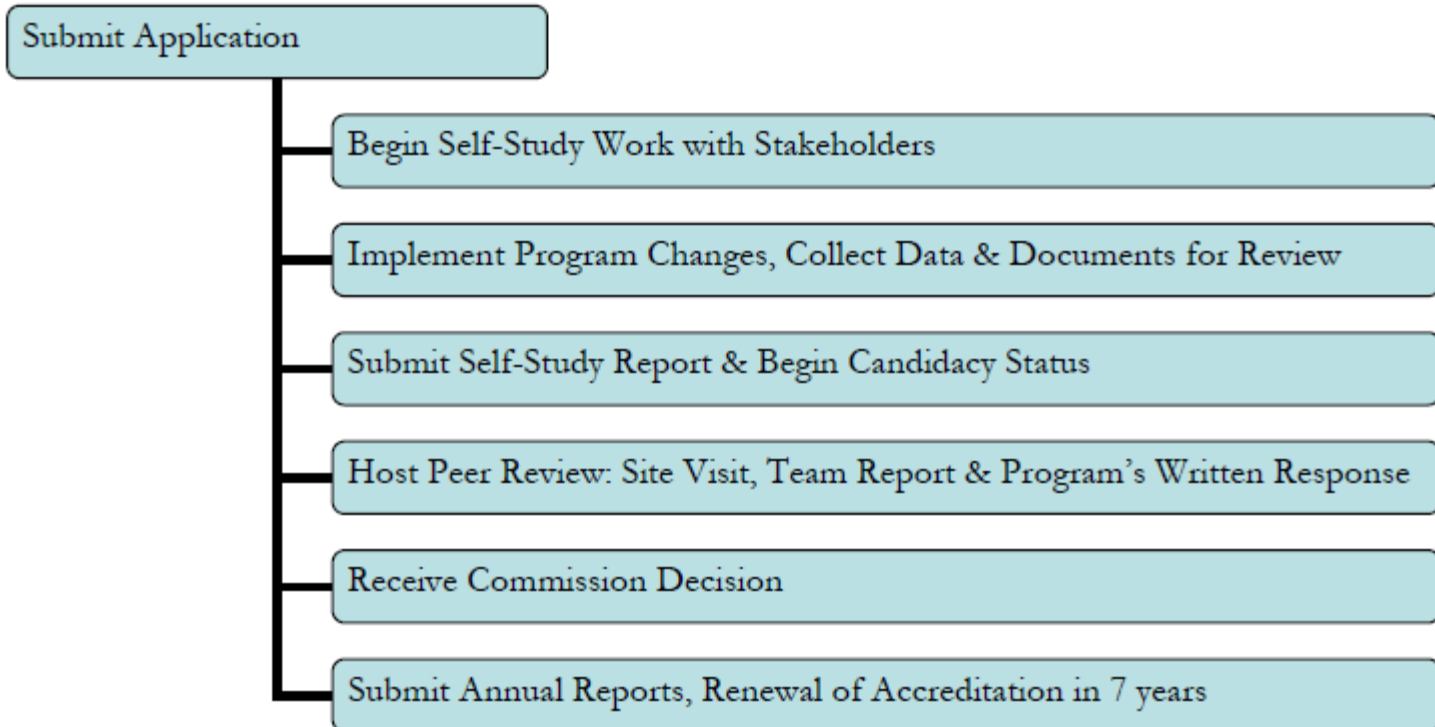 Submit Application
Begin Self-Study Work with Stakeholders
Implement Program Changes, Collect Data & Documents for Review
Submit Self-Study Report & Begin Candidacy Status
Host Peer Review: Site Visit, Team Report & Program’s Written Response
Receive Commission Decision
Submit Annual Reports, Renewal of Accreditation in 7 years